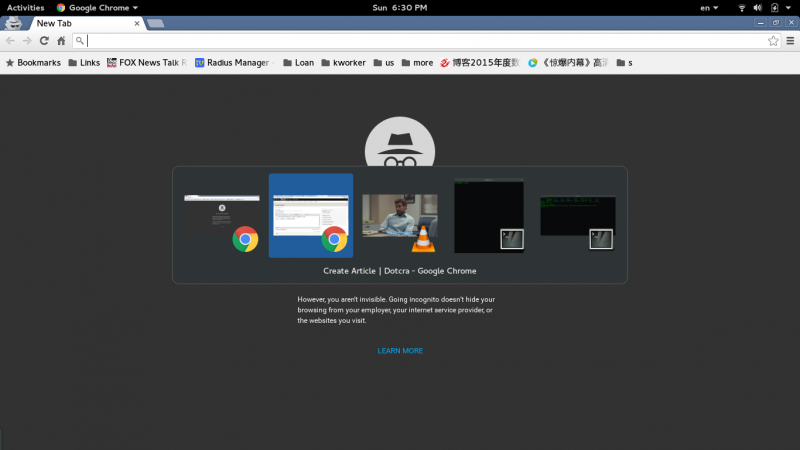 Activities Google Chrome Sun 6:30 PM en
New Tab
Bookmarks Links FOX News Talk R Radius Manager - Loan kworker us more 博客2015年度数 《惊爆内幕》高清 s
Create Article | Dotcra - Google Chrome
However, you aren't invisible. Going incognito doesn't hide your
browsing from your employer, your internet service provider, or
the websites you visit.
LEARN MORE